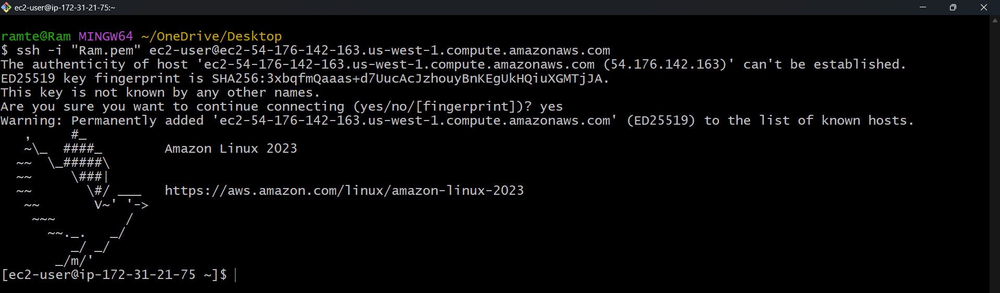 ec2-user@ip-172-31-21-75:~
ramte@Ram MINGW64 ~/OneDrive/Desktop
$ ssh -i "Ram.pem" ec2-user@ec2-54-176-142-163.us-west-1.compute.amazonaws.com
The authenticity of host 'ec2-54-176-142-163.us-west-1.compute.amazonaws.com (54.176.142.163)' can't be established.
ED25519 key fingerprint is SHA256:3xbqfmQaaas+d7UucAcJzhouyBnKEgUkHQiuXGMTjJA.
This key is not known by any other names.
Are you sure you want to continue connecting (yes/no/[fingerprint])? yes
Warning: Permanently added 'ec2-54-176-142-163.us-west-1.compute.amazonaws.com' (ED25519) to the list of known hosts.
   ,     #_
   ~\_  ####_        Amazon Linux 2023
  ~~  \_#####\
  ~~     \###|
  ~~       \#/ ___   https://aws.amazon.com/linux/amazon-linux-2023
   ~~       V~' '->
    ~~~         /
      ~~._.   _/
         _/ _/
       _/m/'
[ec2-user@ip-172-31-21-75 ~]$